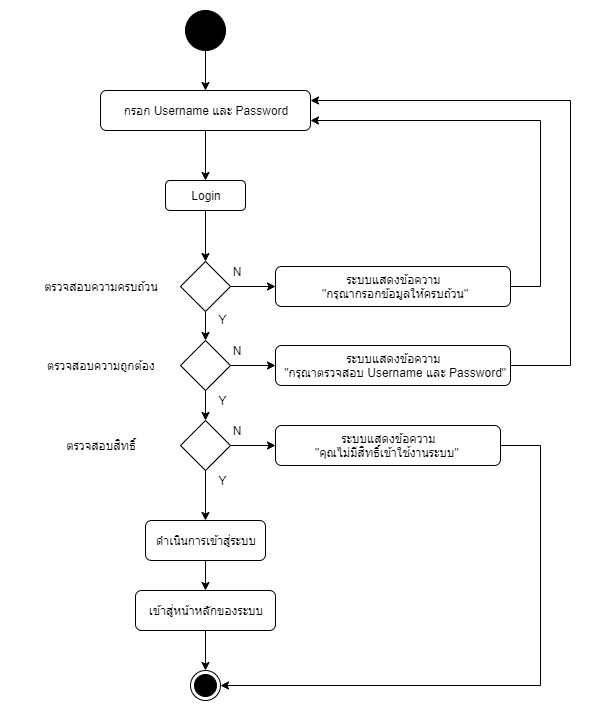 กรอก Username และ Password
Login
ตรวจสอบความครบถ้วน
N
ระบบแสดงข้อความ
"กรุณากรอกข้อมูลให้ครบถ้วน"
Y
ตรวจสอบความถูกต้อง
N
ระบบแสดงข้อความ
"กรุณาตรวจสอบ Username และ Password"
Y
ตรวจสอบสิทธิ์
N
ระบบแสดงข้อความ
"คุณไม่มีสิทธิ์เข้าใช้งานระบบ"
Y
ดำเนินการเข้าสู่ระบบ
เข้าสู่หน้าหลักของระบบ